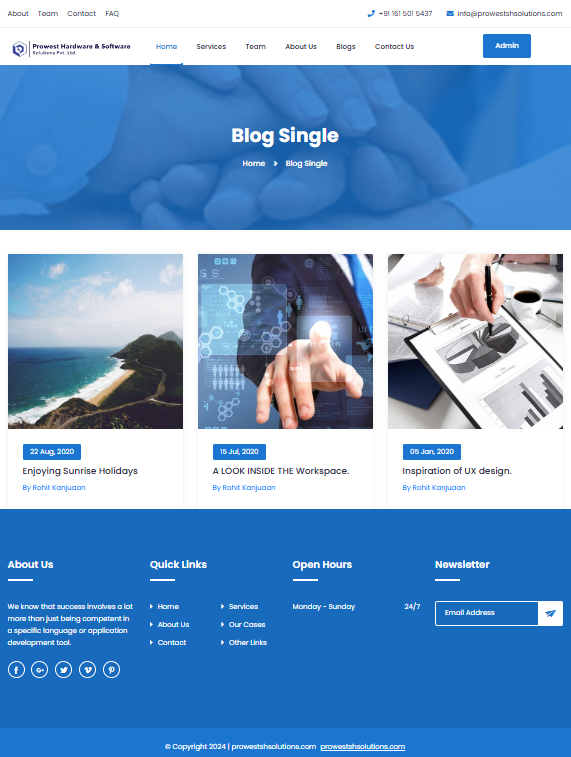 About Team Contact FAQ +91 161 501 5437 info@prowestshsolutions.com
Prowest Hardware & Software
Solutions Pvt. Ltd.
Home Services Team About Us Blogs Contact Us Admin
Blog Single
Home Blog Single
22 Aug, 2020
Enjoying Sunrise Holidays
By Rohit Kanjuaan
15 Jul, 2020
A LOOK INSIDE THE Workspace.
By Rohit Kanjuaan
05 Jan, 2020
Inspiration of UX design.
By Rohit Kanjuaan
About Us
We know that success involves a lot
more than just being competent in
a specific language or application
development tool.
Quick Links
Home Services
About Us Our Cases
Contact Other Links
Open Hours
Monday - Sunday 24/7
Newsletter
Email Address
© Copyright 2024 | prowestshsolutions.com prowestshsolutions.com